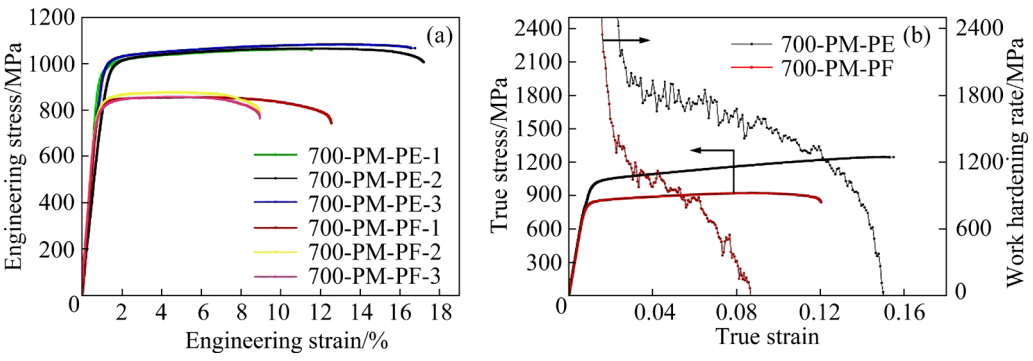 (a)
Engineering stress/MPa
1200
1000
800
600
400
200
0
2 4 6 8 10 12 14 16 18
Engineering strain/%
700-PM-PE-1
700-PM-PE-2
700-PM-PE-3
700-PM-PF-1
700-PM-PF-2
700-PM-PF-3
(b)
True stress/MPa
2400
2100
1800
1500
1200
900
600
300
0
0.04 0.08 0.12 0.16
True strain
700-PM-PE
700-PM-PF
2400
1800
1200
600
0
Work hardening rate/MPa